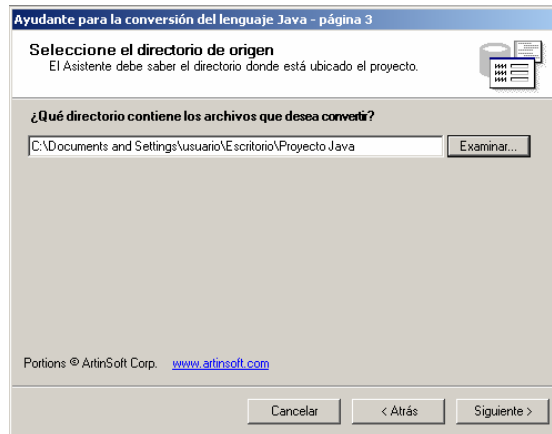 Ayudante para la conversión del lenguaje Java - página 3
Seleccione el directorio de origen
El Asistente debe saber el directorio donde está ubicado el proyecto.
¿Qué directorio contiene los archivos que desea convertir?
C:\Documents and Settings\usuario\Escritorio\Proyecto Java
Examinar...
Portions © ArtinSoft Corp. www.artinsoft.com
Cancelar
< Atrás
Siguiente >